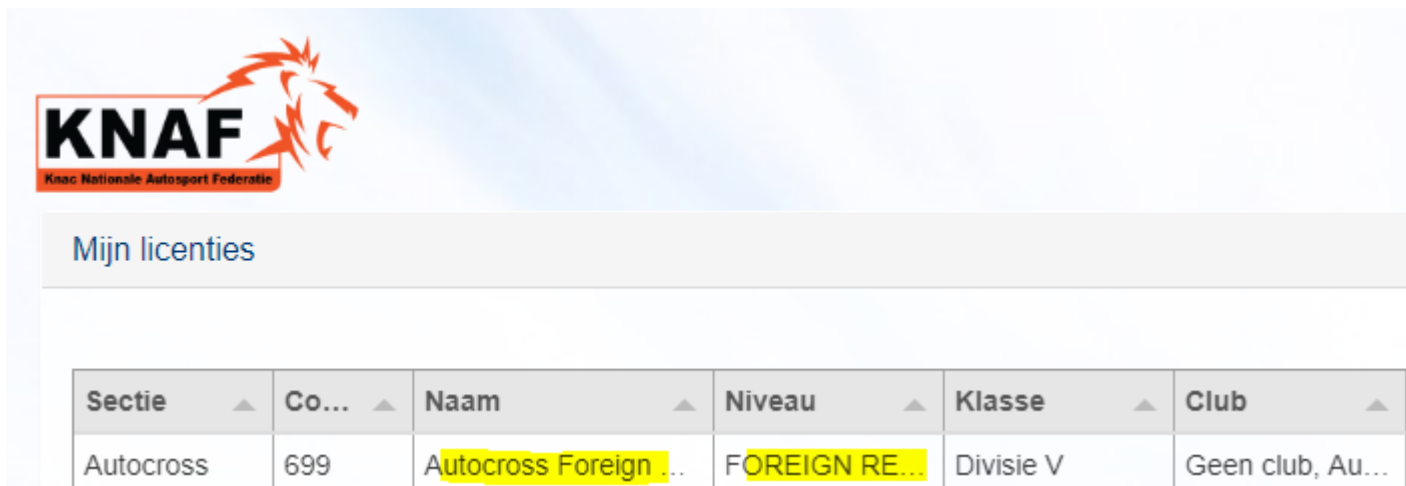 KNAF
Knac Nationale Autosport Federatie
Mijn licenties
Sectie Co... Naam Niveau Klasse Club
Autocross 699 Autocross Foreign ... FOREIGN RE... Divisie V Geen club, Au...